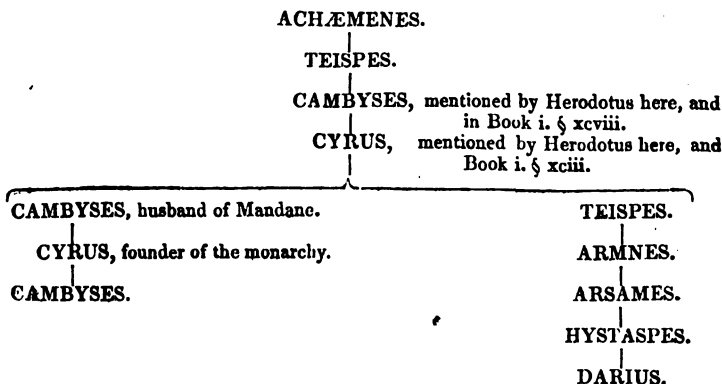 ACHÆMENES.
TEISPES.
CAMBYSES, mentioned by Herodotus here, and
in Book i. § xcviii.
CYRUS, mentioned by Herodotus here, and
Book i. § xciii.
CAMBYSES, husband of Mandane.
CYRUS, founder of the monarchy.
CAMBYSES.
TEISPES.
ARMNES.
ARSAMES.
HYSTASPES.
DARIUS.